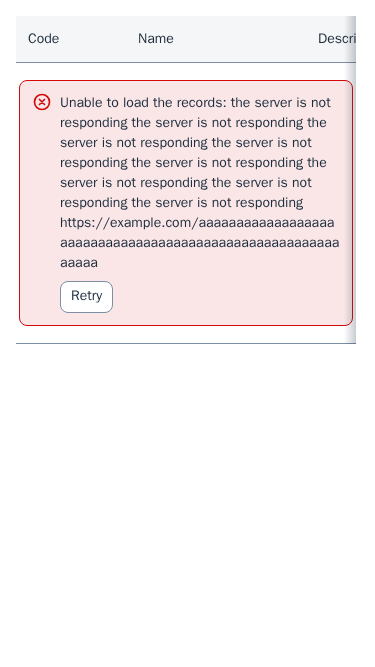 Code Name Descri
Unable to load the records: the server is not
responding the server is not responding the
server is not responding the server is not
responding the server is not responding the
server is not responding the server is not
responding the server is not responding
https://example.com/aaaaaaaaaaaaaaaaaa
aaaaaaaaaaaaaaaaaaaaaaaaaaaaaaaaaaaaa
aaaaa
Retry